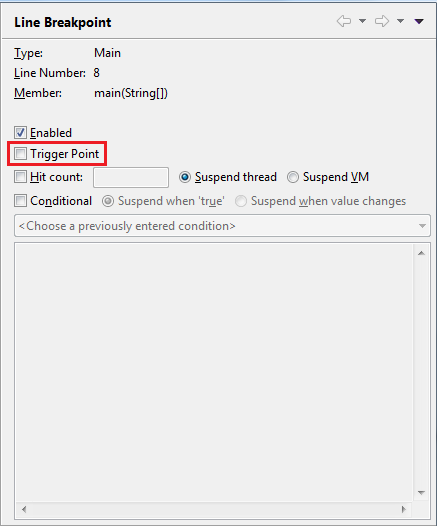 Line Breakpoint
Type: Main
Line Number: 8
Member: main(String[])
Enabled
Trigger Point
Hit count: Suspend thread Suspend VM
Conditional Suspend when 'true' Suspend when value changes
<Choose a previously entered condition>